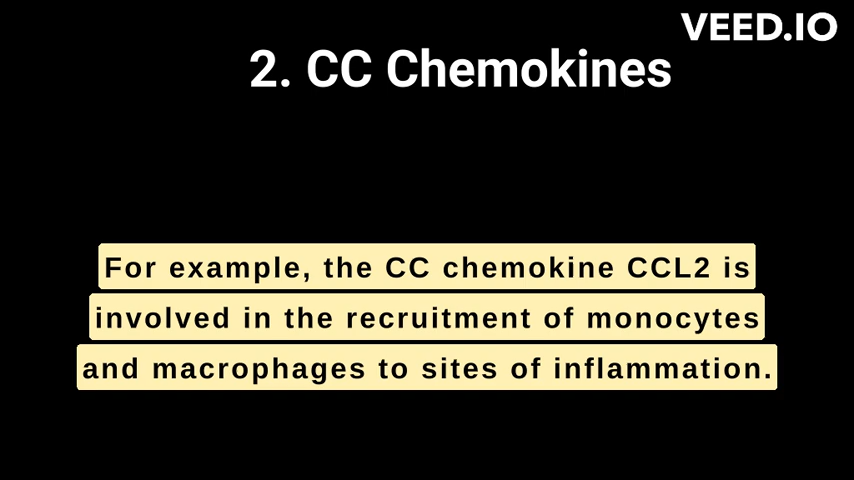 VEED.IO
2. CC Chemokines
For example, the CC chemokine CCL2 is
involved in the recruitment of monocytes
and macrophages to sites of inflammation.